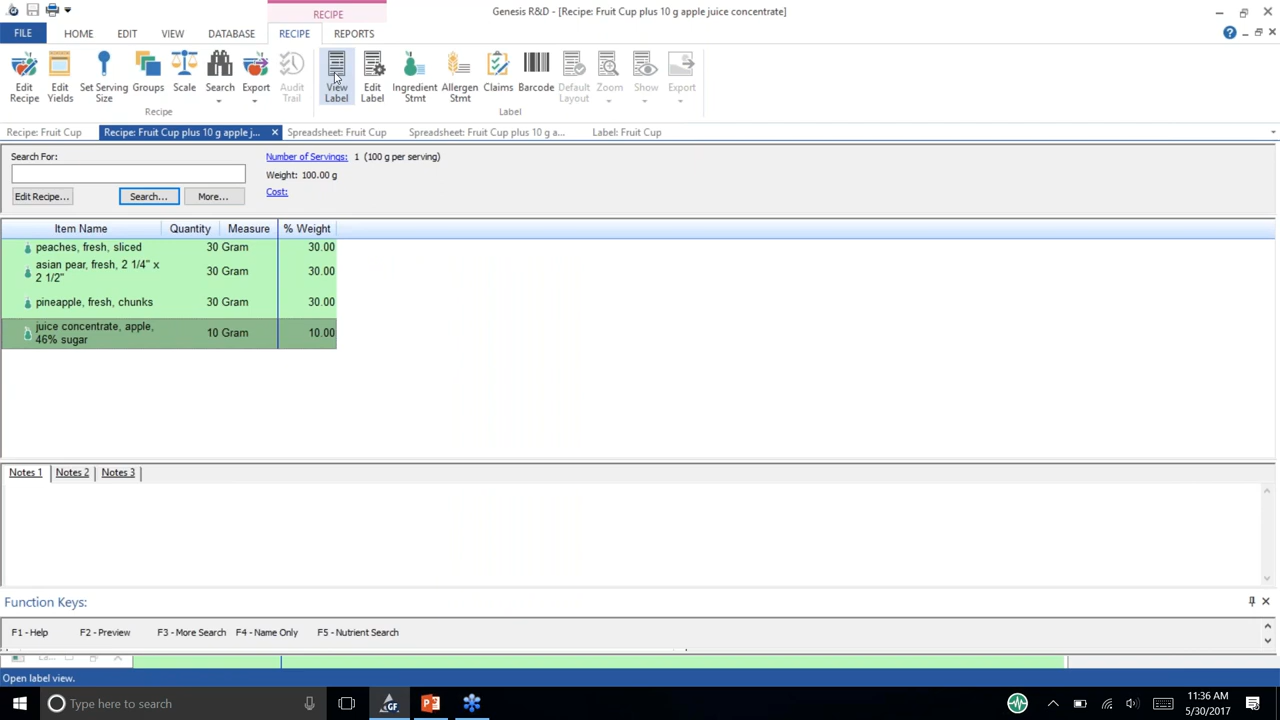 RECIPE
Genesis R&D - [Recipe: Fruit Cup plus 10 g apple juice concentrate]
FILE HOME EDIT VIEW DATABASE RECIPE REPORTS
Edit Recipe
Edit Yields
Set Serving Size
Groups
Scale
Search
Export
Audit Trail
View Label
Edit Label
Ingredient Stmt
Allergen Stmt
Claims
Barcode
Default Layout
Zoom
Show
Export
Recipe Label
Recipe: Fruit Cup Recipe: Fruit Cup plus 10 g apple j... Spreadsheet: Fruit Cup Spreadsheet: Fruit Cup plus 10 g a... Label: Fruit Cup
Search For:
Number of Servings: 1 (100 g per serving)
Weight: 100.00 g
Cost:
Edit Recipe... Search... More...
Item Name Quantity Measure % Weight
peaches, fresh, sliced 30 Gram 30.00
asian pear, fresh, 2 1/4" x
2 1/2" 30 Gram 30.00
pineapple, fresh, chunks 30 Gram 30.00
juice concentrate, apple,
46% sugar 10 Gram 10.00
Notes 1 Notes 2 Notes 3
Function Keys:
F1 - Help F2 - Preview F3 - More Search F4 - Name Only F5 - Nutrient Search
Open label view.
Type here to search
GF
11:36 AM
5/30/2017